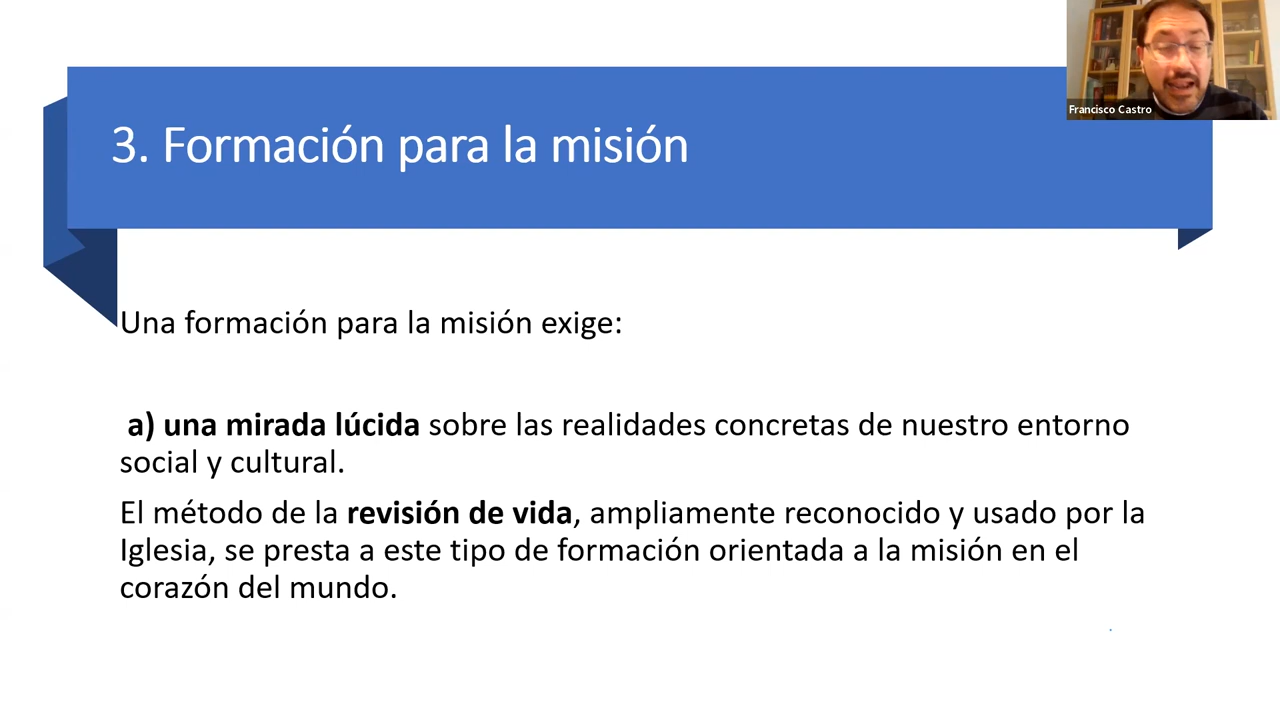 Francisco Castro
3. Formación para la misión
Una formación para la misión exige:
a) una mirada lúcida sobre las realidades concretas de nuestro entorno
social y cultural.
El método de la revisión de vida, ampliamente reconocido y usado por la
Iglesia, se presta a este tipo de formación orientada a la misión en el
corazón del mundo.